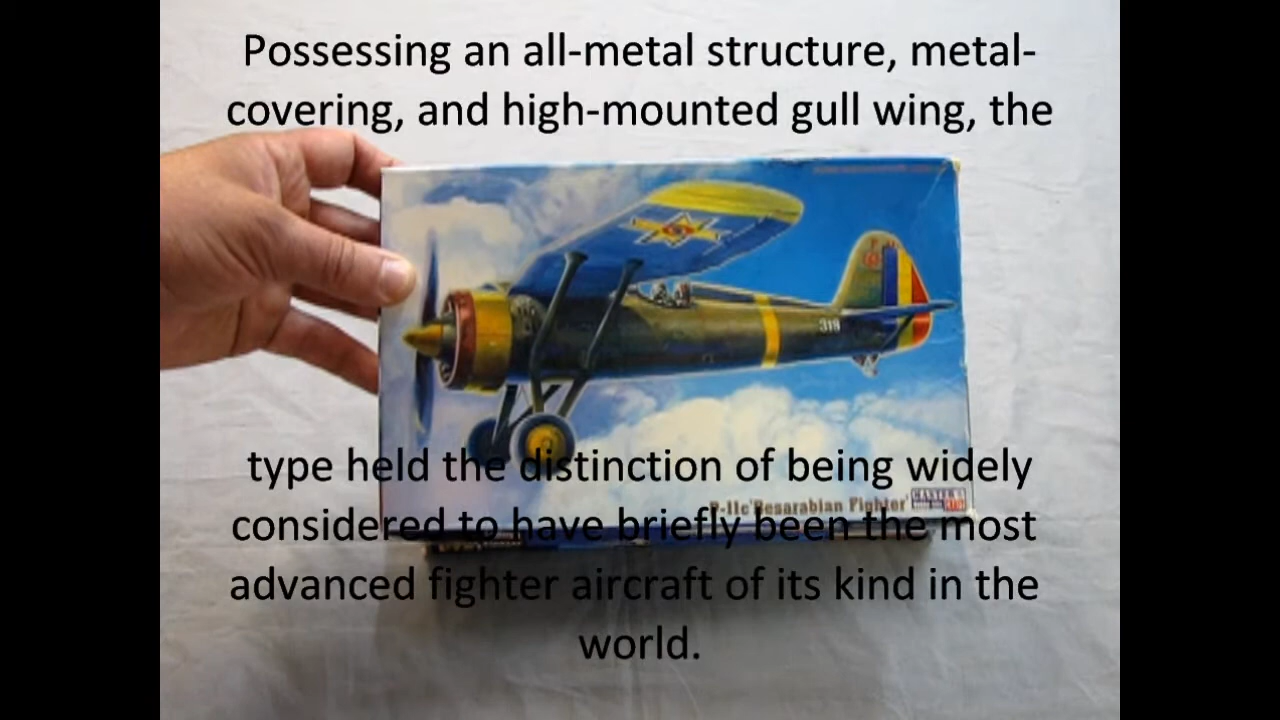 Possessing an all-metal structure, metal-
covering, and high-mounted gull wing, the
319
type held the distinction of being widely
P-11c 'Besarabian Fighter'
considered to have briefly been the most
advanced fighter aircraft of its kind in the
world.